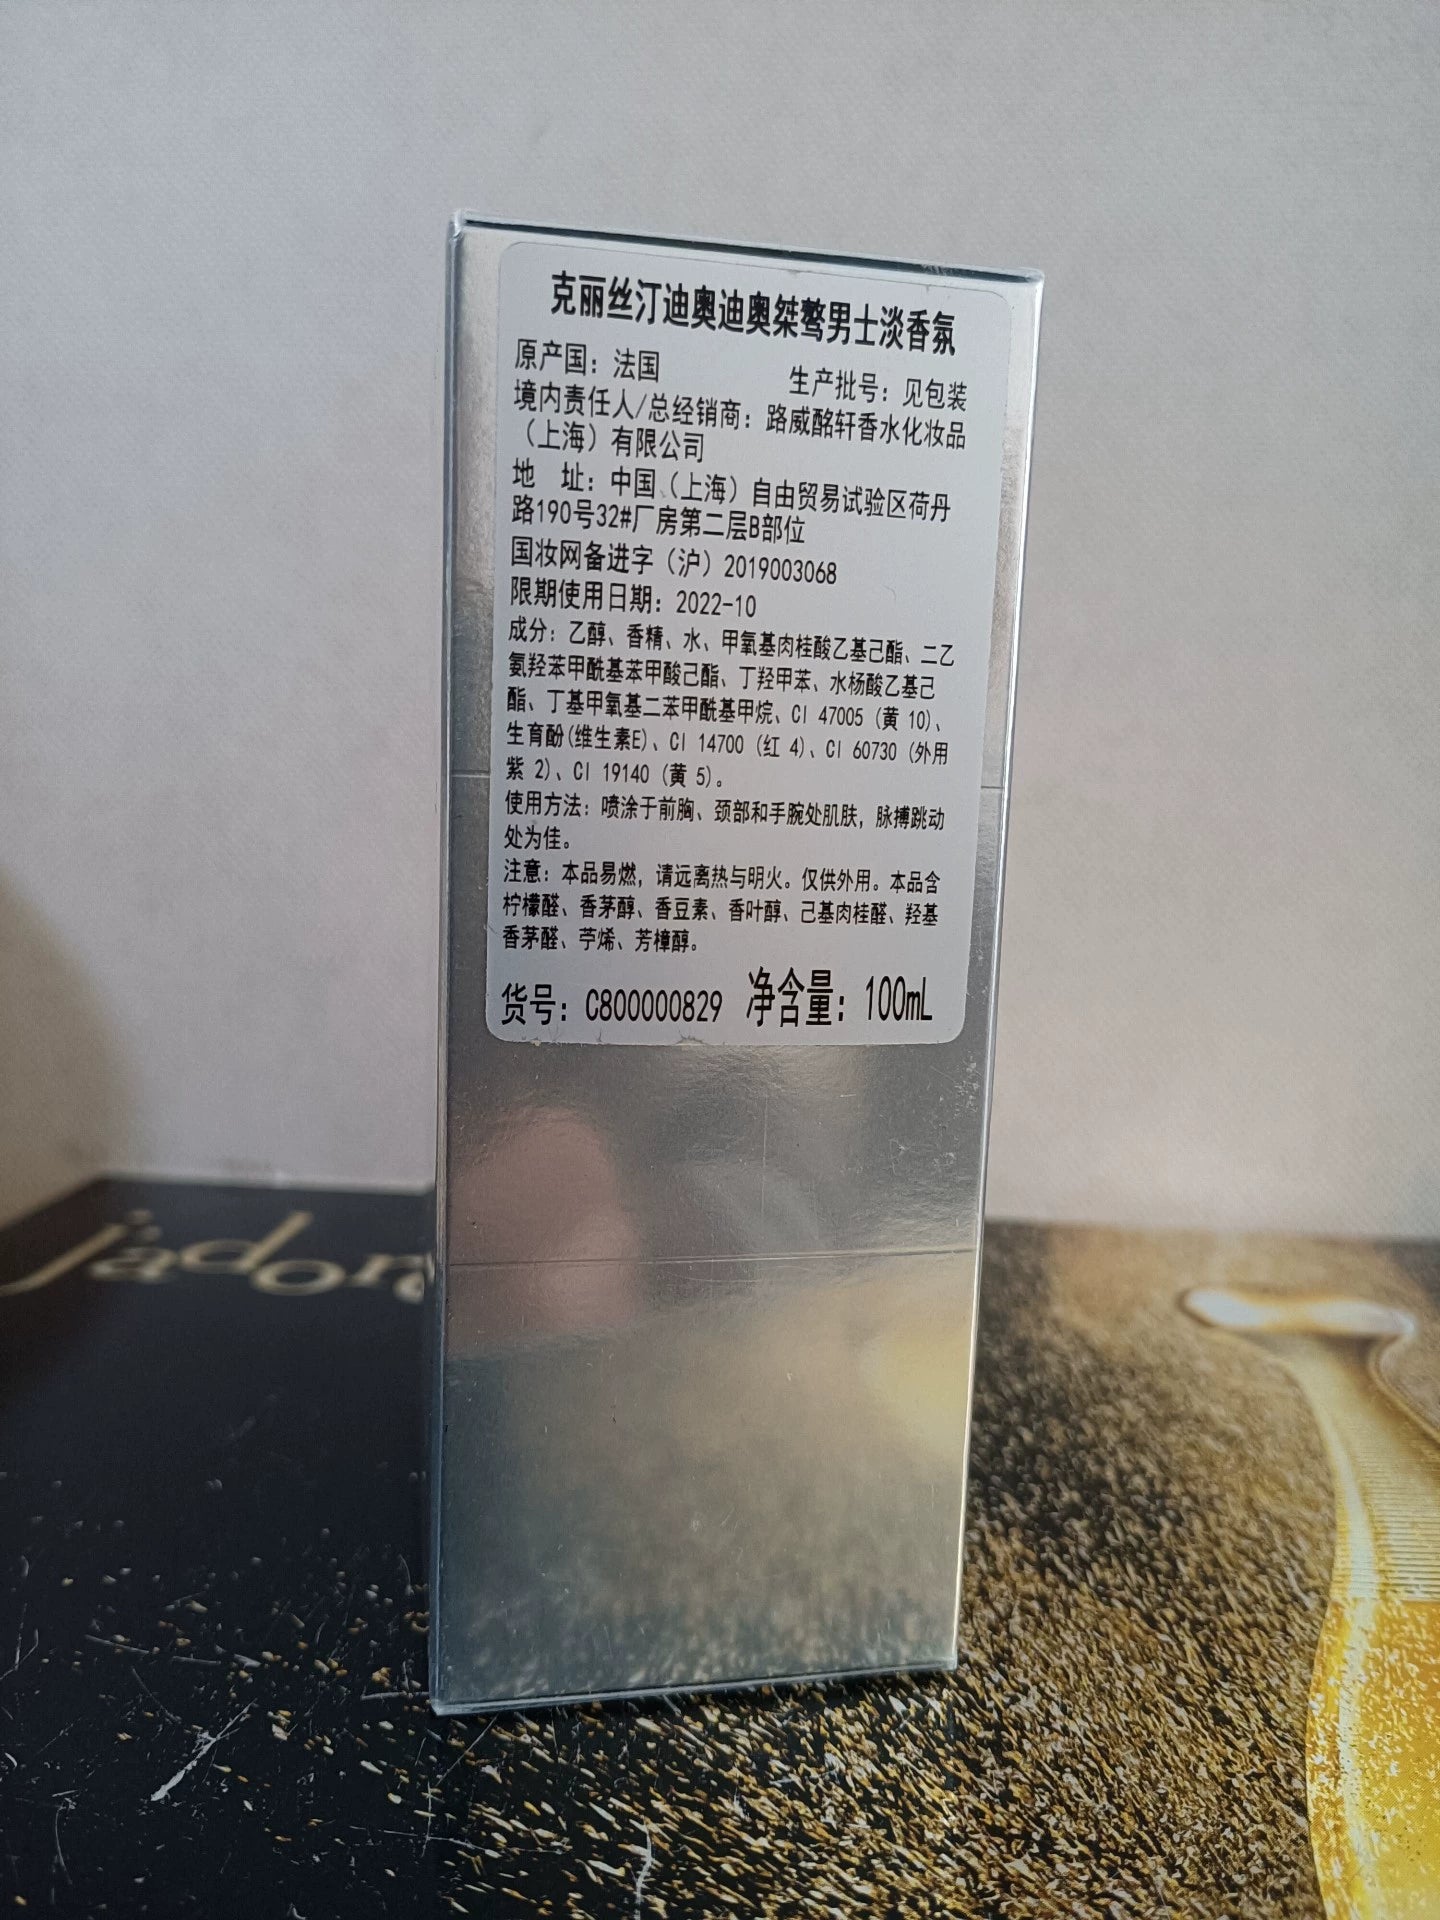 克丽丝汀迪奥迪奥桀骜男士淡香氛
原产国：法国 生产批号：见包装
境内责任人/总经销商：路威酩轩香水化妆品
（上海）有限公司
地 址：中国（上海）自由贸易试验区荷丹
路190号32#厂房第二层B部位
国妆网备进字（沪）2019003068
限期使用日期：2022-10
成分：乙醇、香精、水、甲氧基肉桂酸乙基己酯、二乙
氨羟苯甲酰基苯甲酸己酯、丁羟甲苯、水杨酸乙基己
酯、丁基甲氧基二苯甲酰基甲烷、CI 47005 (黄 10)、
生育酚(维生素E)、CI 14700 (红 4)、CI 60730 (外用
紫 2)、CI 19140 (黄 5)。
使用方法：喷涂于前胸、颈部和手腕处肌肤，脉搏跳动
处为佳。
注意：本品易燃，请远离热与明火。仅供外用。本品含
柠檬醛、香茅醇、香豆素、香叶醇、己基肉桂醛、羟基
香茅醛、苧烯、芳樟醇。
货号：C800000829 净含量：100mL
j'adore